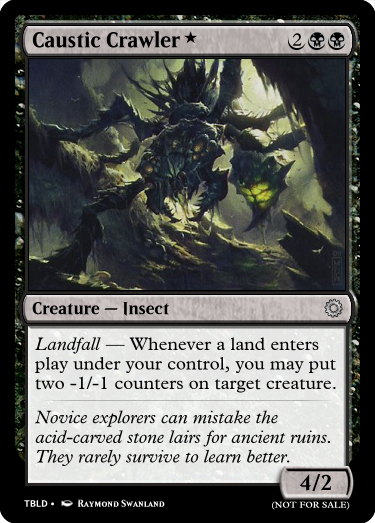 Caustic Crawler★ 2
Creature — Insect
Landfall — Whenever a land enters
play under your control, you may put
two -1/-1 counters on target creature.
Novice explorers can mistake the
acid-carved stone lairs for ancient ruins.
They rarely survive to learn better.
4/2
TBLD • Raymond Swanland (NOT FOR SALE)